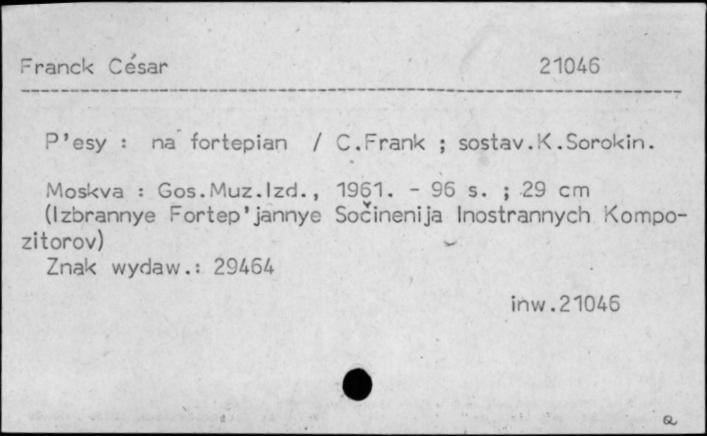 Franck César 21046
P'esy : na fortepian / C.Frank ; sostav.K.Sorokin.
Moskva : Gos.Muz.Izd., 1961. - 96 s. ; 29 cm
(Izbrannye Fortep'jannye Sočinenija Inostrannych Kompo-
zitorov)
Znak wydaw.: 29464
inw.21046